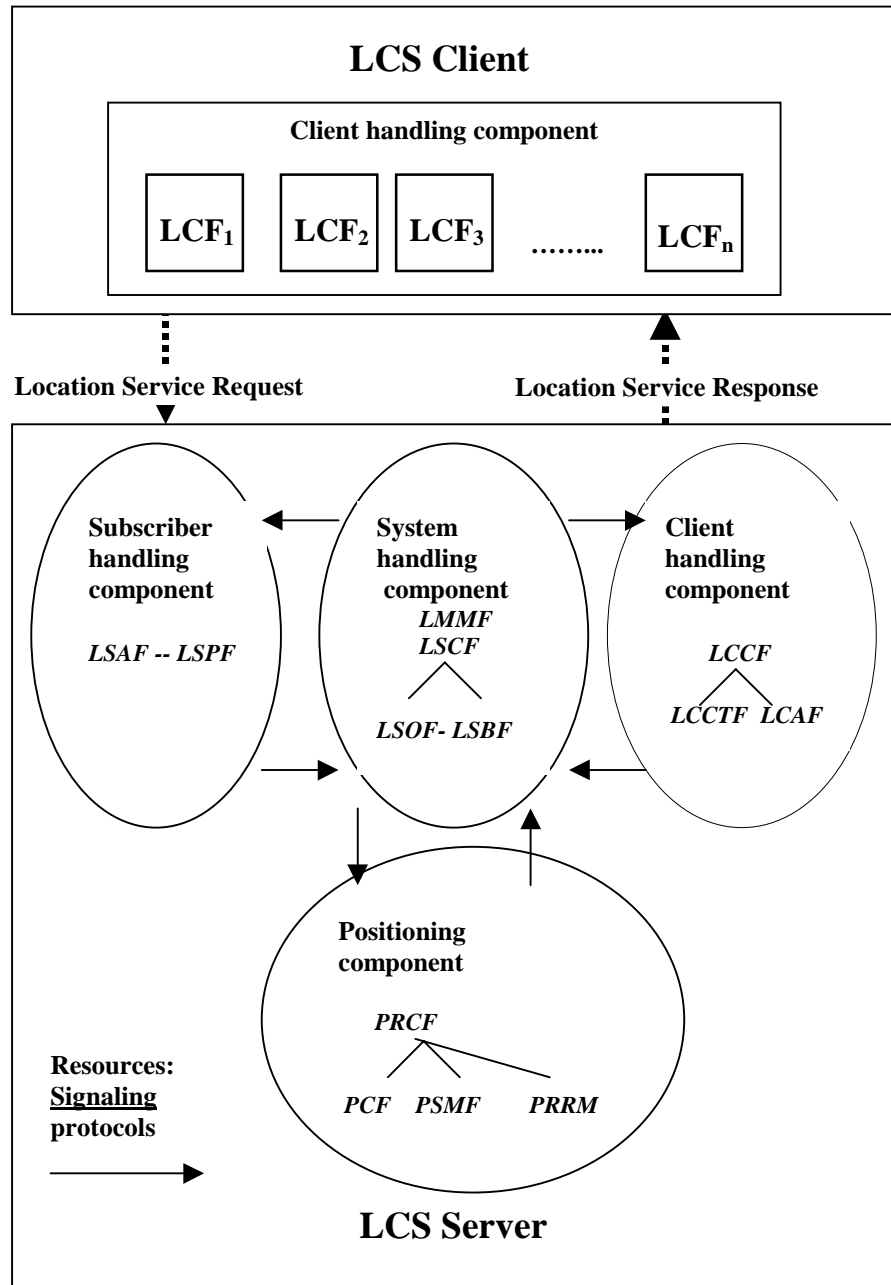 LCS Client
Client handling component
LCF1
LCF2
LCF3
……...
LCFn
Location Service Request
Location Service Response
Subscriber
handling
component
LSAF -- LSPF
System
handling
component
LMMF
LSCF
LSOF- LSBF
Client
handling
component
LCCF
LCCTF LCAF
Positioning
component
PRCF
PCF PSMF PRRM
Resources:
Signaling
protocols
LCS Server